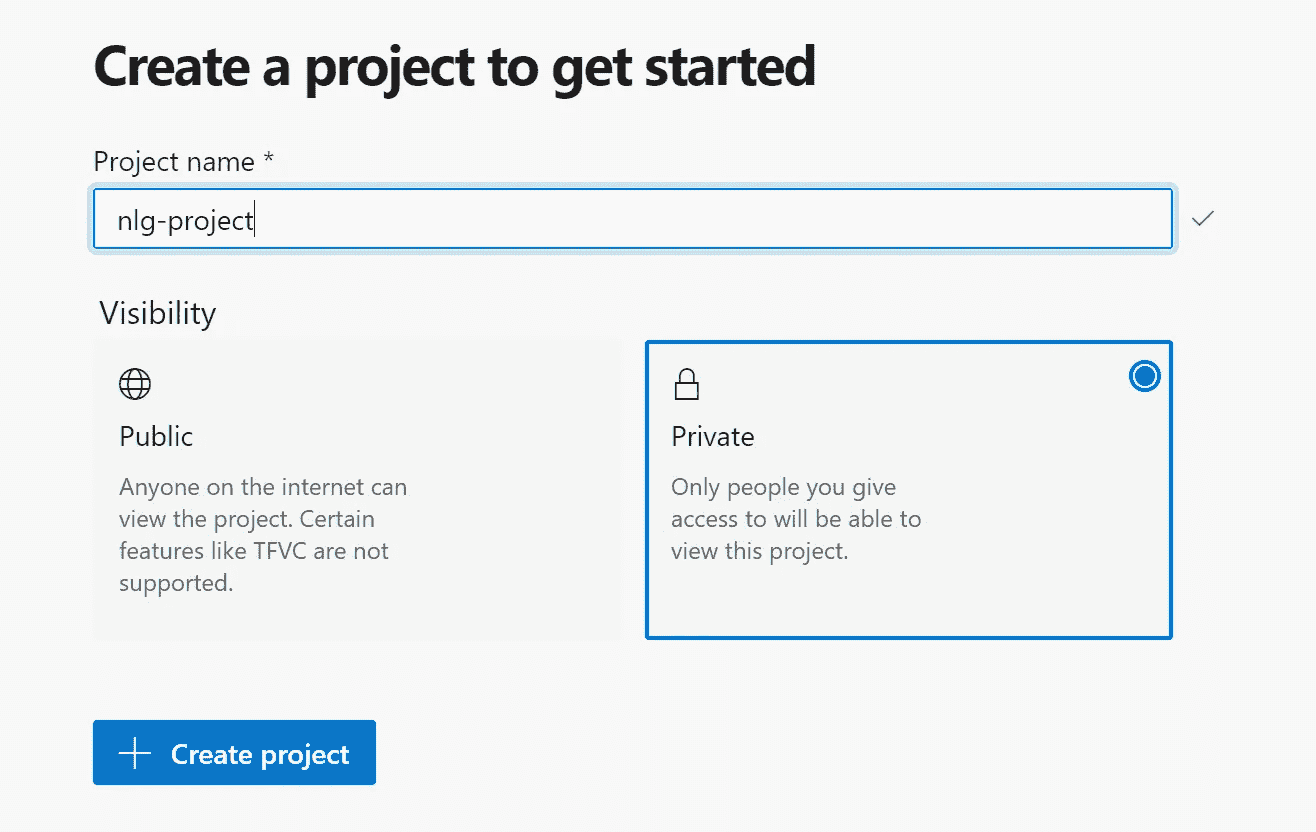 Create a project to get started
Project name *
nlg-project
Visibility
Public
Anyone on the internet can
view the project. Certain
features like TFVC are not
supported.
Private
Only people you give
access to will be able to
view this project.
Create project